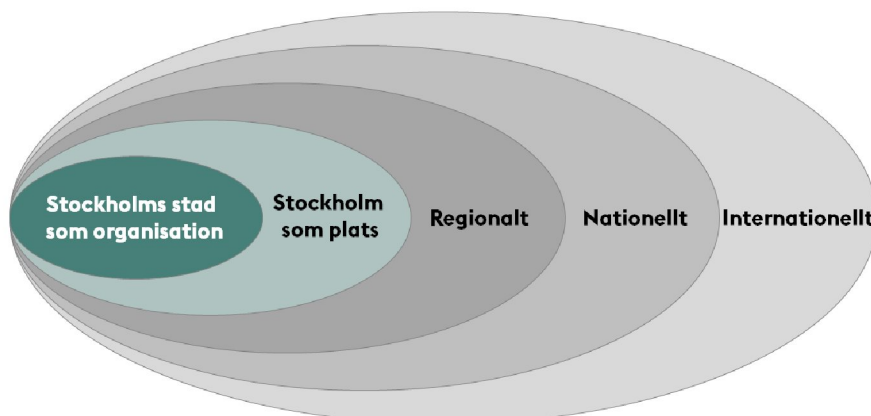 Stockholms stad
som organisation
Stockholm
som plats
Regionalt
Nationellt
Internationellt